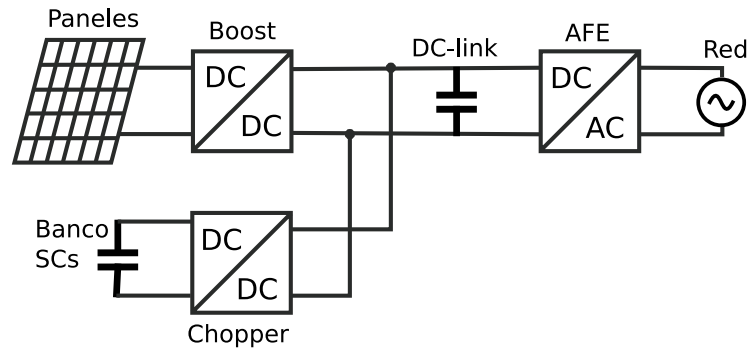 Paneles
Boost
DC-link
AFE
Red
DC
DC
DC
AC
Banco
SCs
DC
DC
Chopper